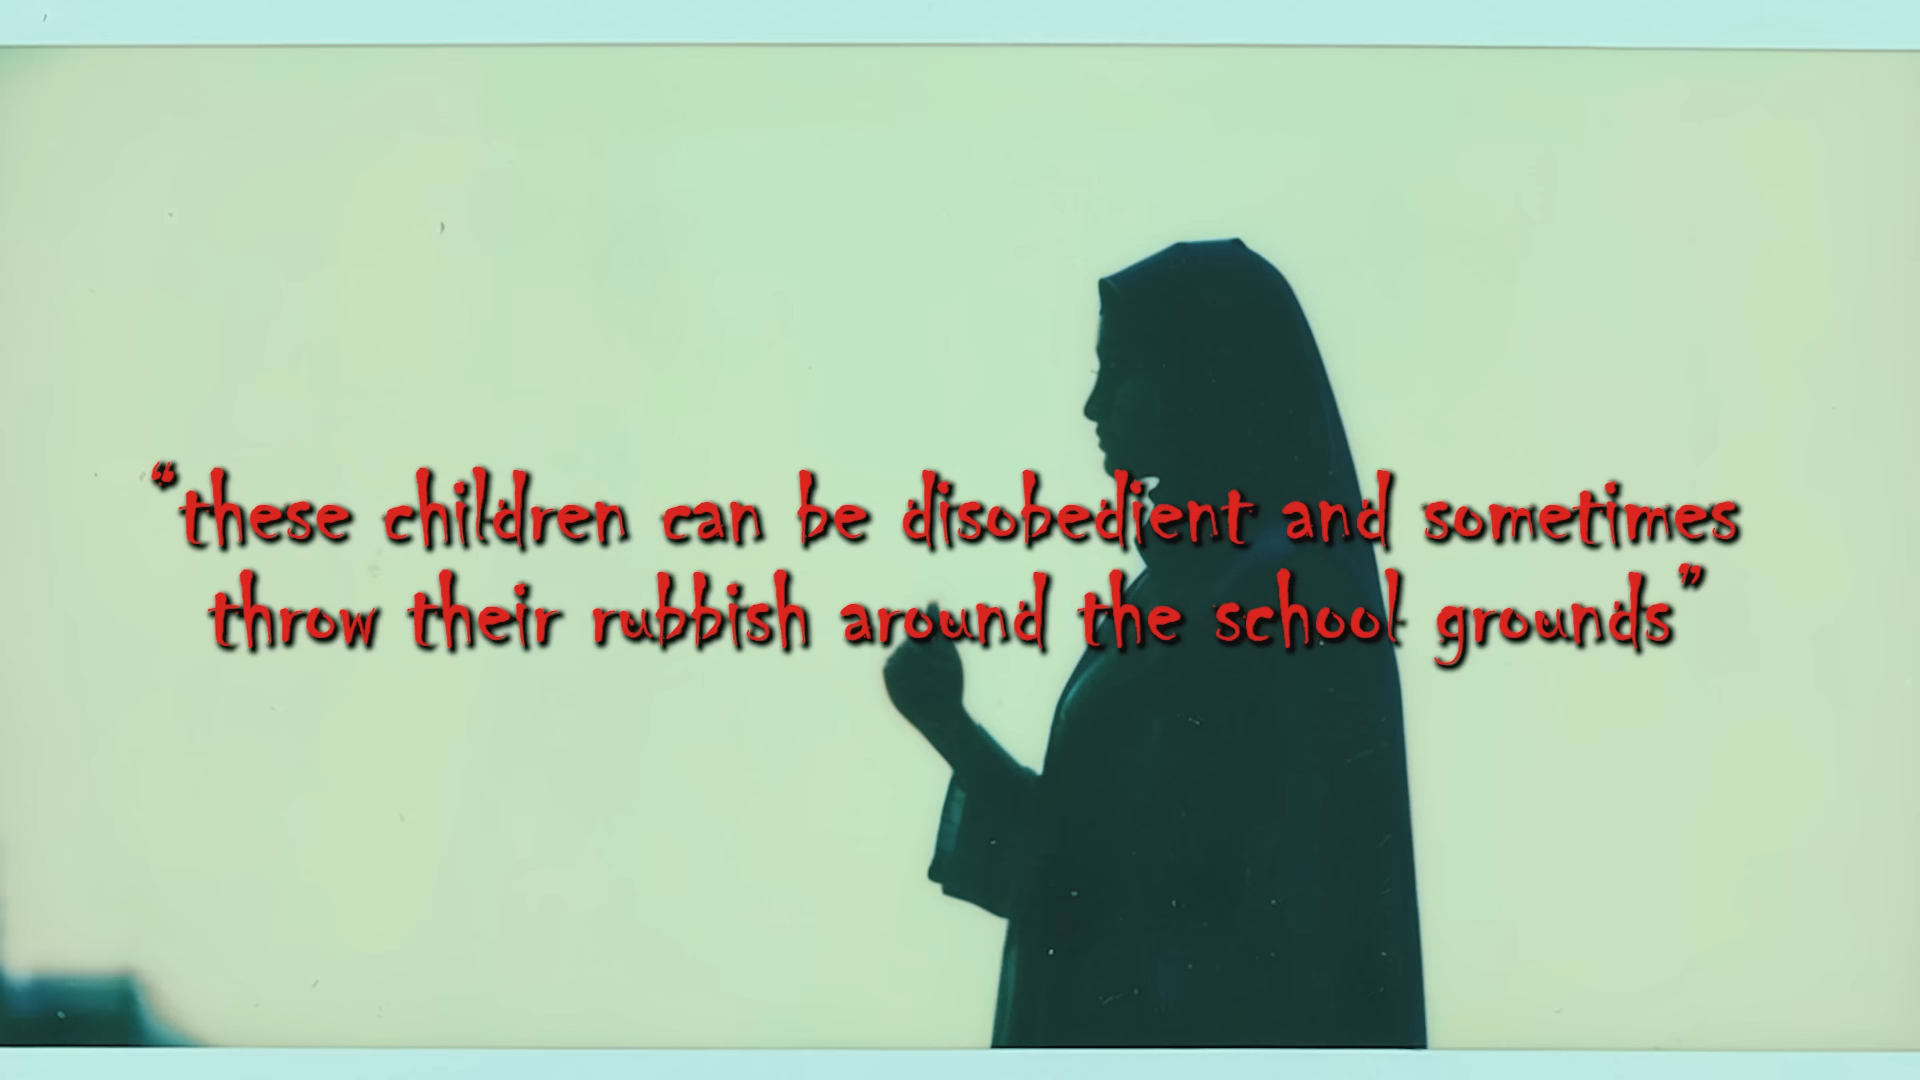 “these children can be disobedient and sometimes
throw their rubbish around the school grounds”